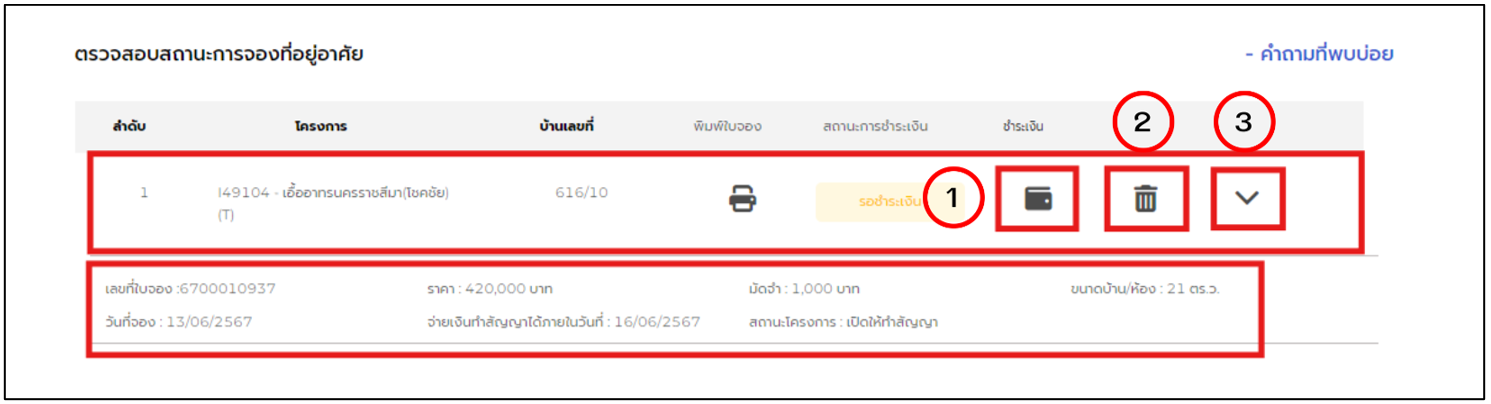 ตรวจสอบสถานะการจองที่อยู่อาศัย - คำถามที่พบบ่อย
ลำดับ โครงการ บ้านเลขที่ พิมพ์ใบจอง สถานะการชำระเงิน ชำระเงิน 2 3
1 I49104 - เอื้ออาทรนครราชสีมา(โชคชัย) 616/10 รอชำระเงิน 1
(T)
เลขที่ใบจอง :6700010937 ราคา : 420,000 บาท มัดจำ : 1,000 บาท ขนาดบ้าน/ห้อง : 21 ตร.ว.
วันที่จอง : 13/06/2567 จ่ายเงินทำสัญญาได้ภายในวันที่ : 16/06/2567 สถานะโครงการ : เปิดให้ทำสัญญา